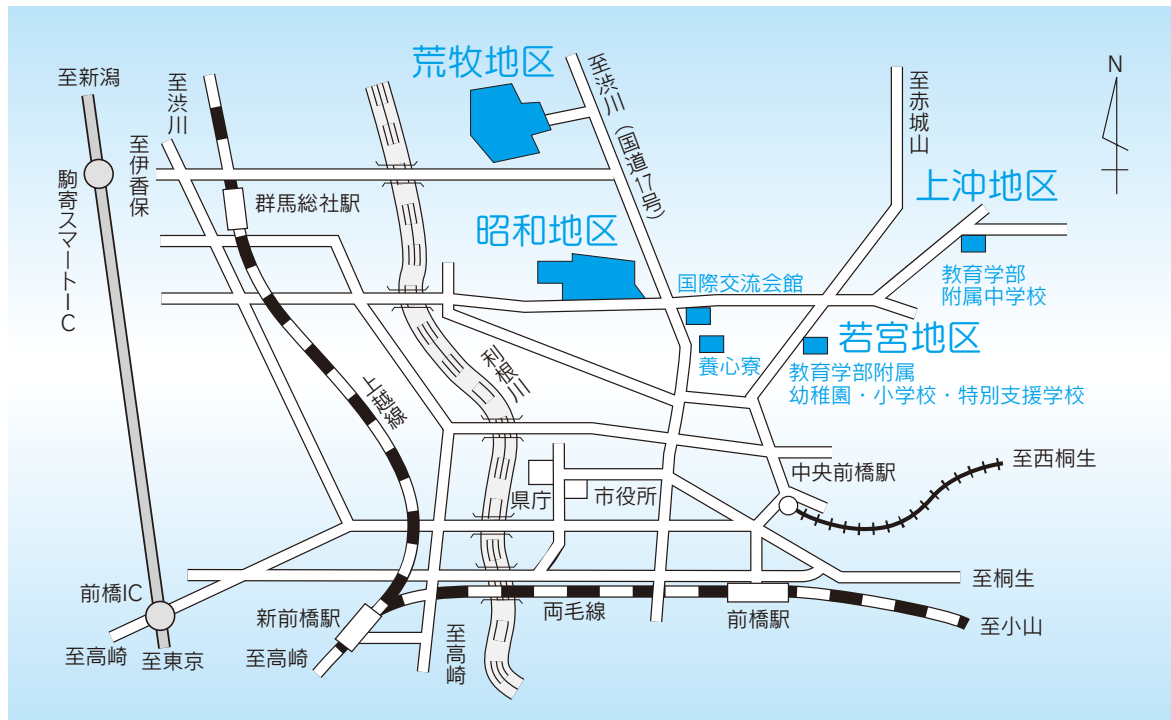 荒牧地区
至新潟
至渋川
至渋川(国道17号)
N
至赤城山
至伊香保
駒寄スマートIC
群馬総社駅
上沖地区
昭和地区
教育学部
附属中学校
国際交流会館
若宮地区
養心寮
教育学部附属
幼稚園・小学校・特別支援学校
利根川
上越線
中央前橋駅
至西桐生
県庁
市役所
前橋IC
新前橋駅
両毛線
前橋駅
至桐生
至小山
至高崎
至東京
至高崎
至高崎